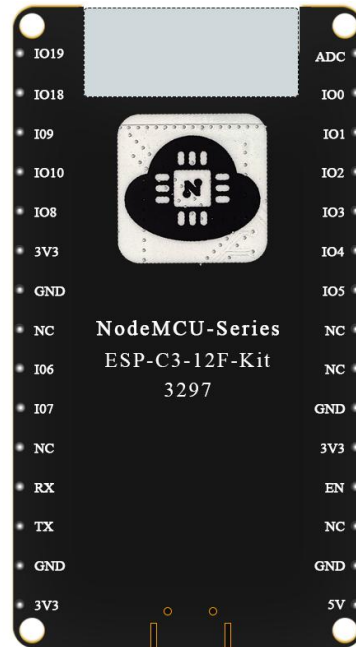 IO19 ADC
IO18 IO0
I09 IO1
IO10 IO2
IO8 IO3
3V3 IO4
GND IO5
NC NC
I06 NC
I07 GND
NC 3V3
RX EN
TX NC
GND GND
3V3 5V
N
NodeMCU-Series
ESP-C3-12F-Kit
3297